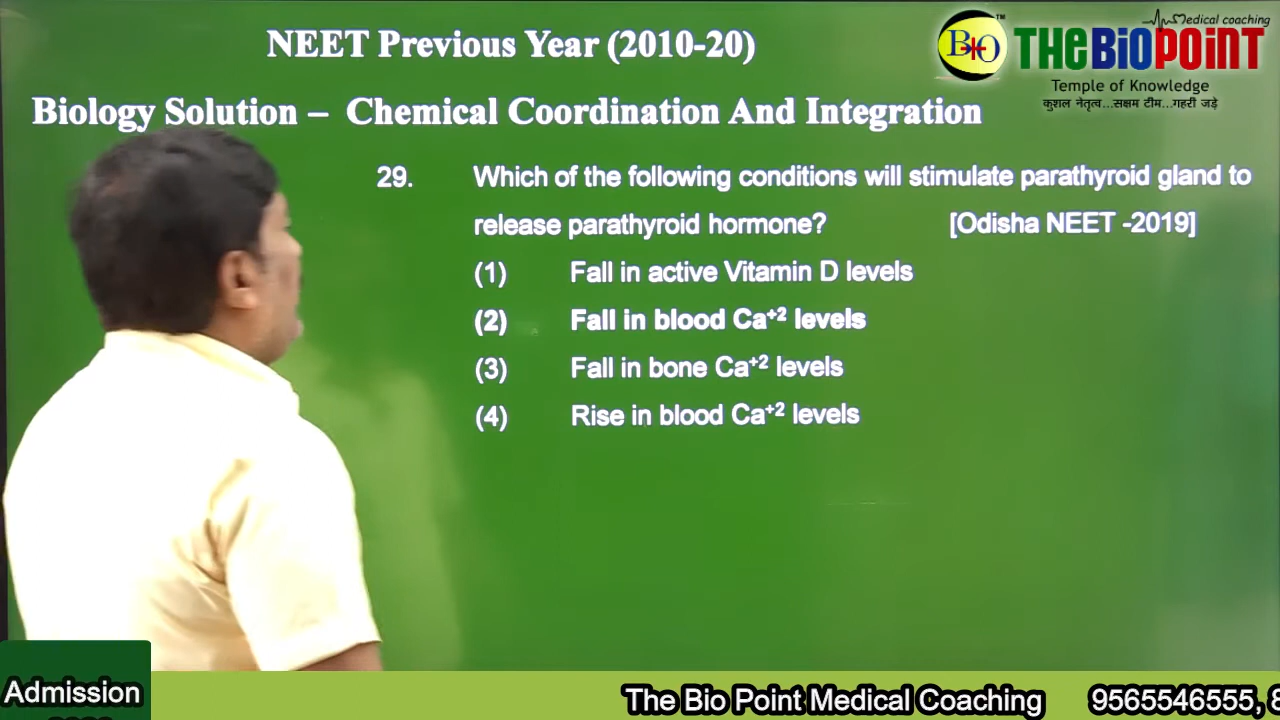 NEET Previous Year (2010-20)
Medical coaching
B+O
THE BIO POINT
TM
Temple of Knowledge
कुशल नेतृत्व...सक्षम टीम...गहरी जड़े
Biology Solution – Chemical Coordination And Integration
29. Which of the following conditions will stimulate parathyroid gland to
release parathyroid hormone? [Odisha NEET -2019]
(1) Fall in active Vitamin D levels
(2) Fall in blood Ca⁺² levels
(3) Fall in bone Ca⁺² levels
(4) Rise in blood Ca⁺² levels
Admission
The Bio Point Medical Coaching 9565546555, 8